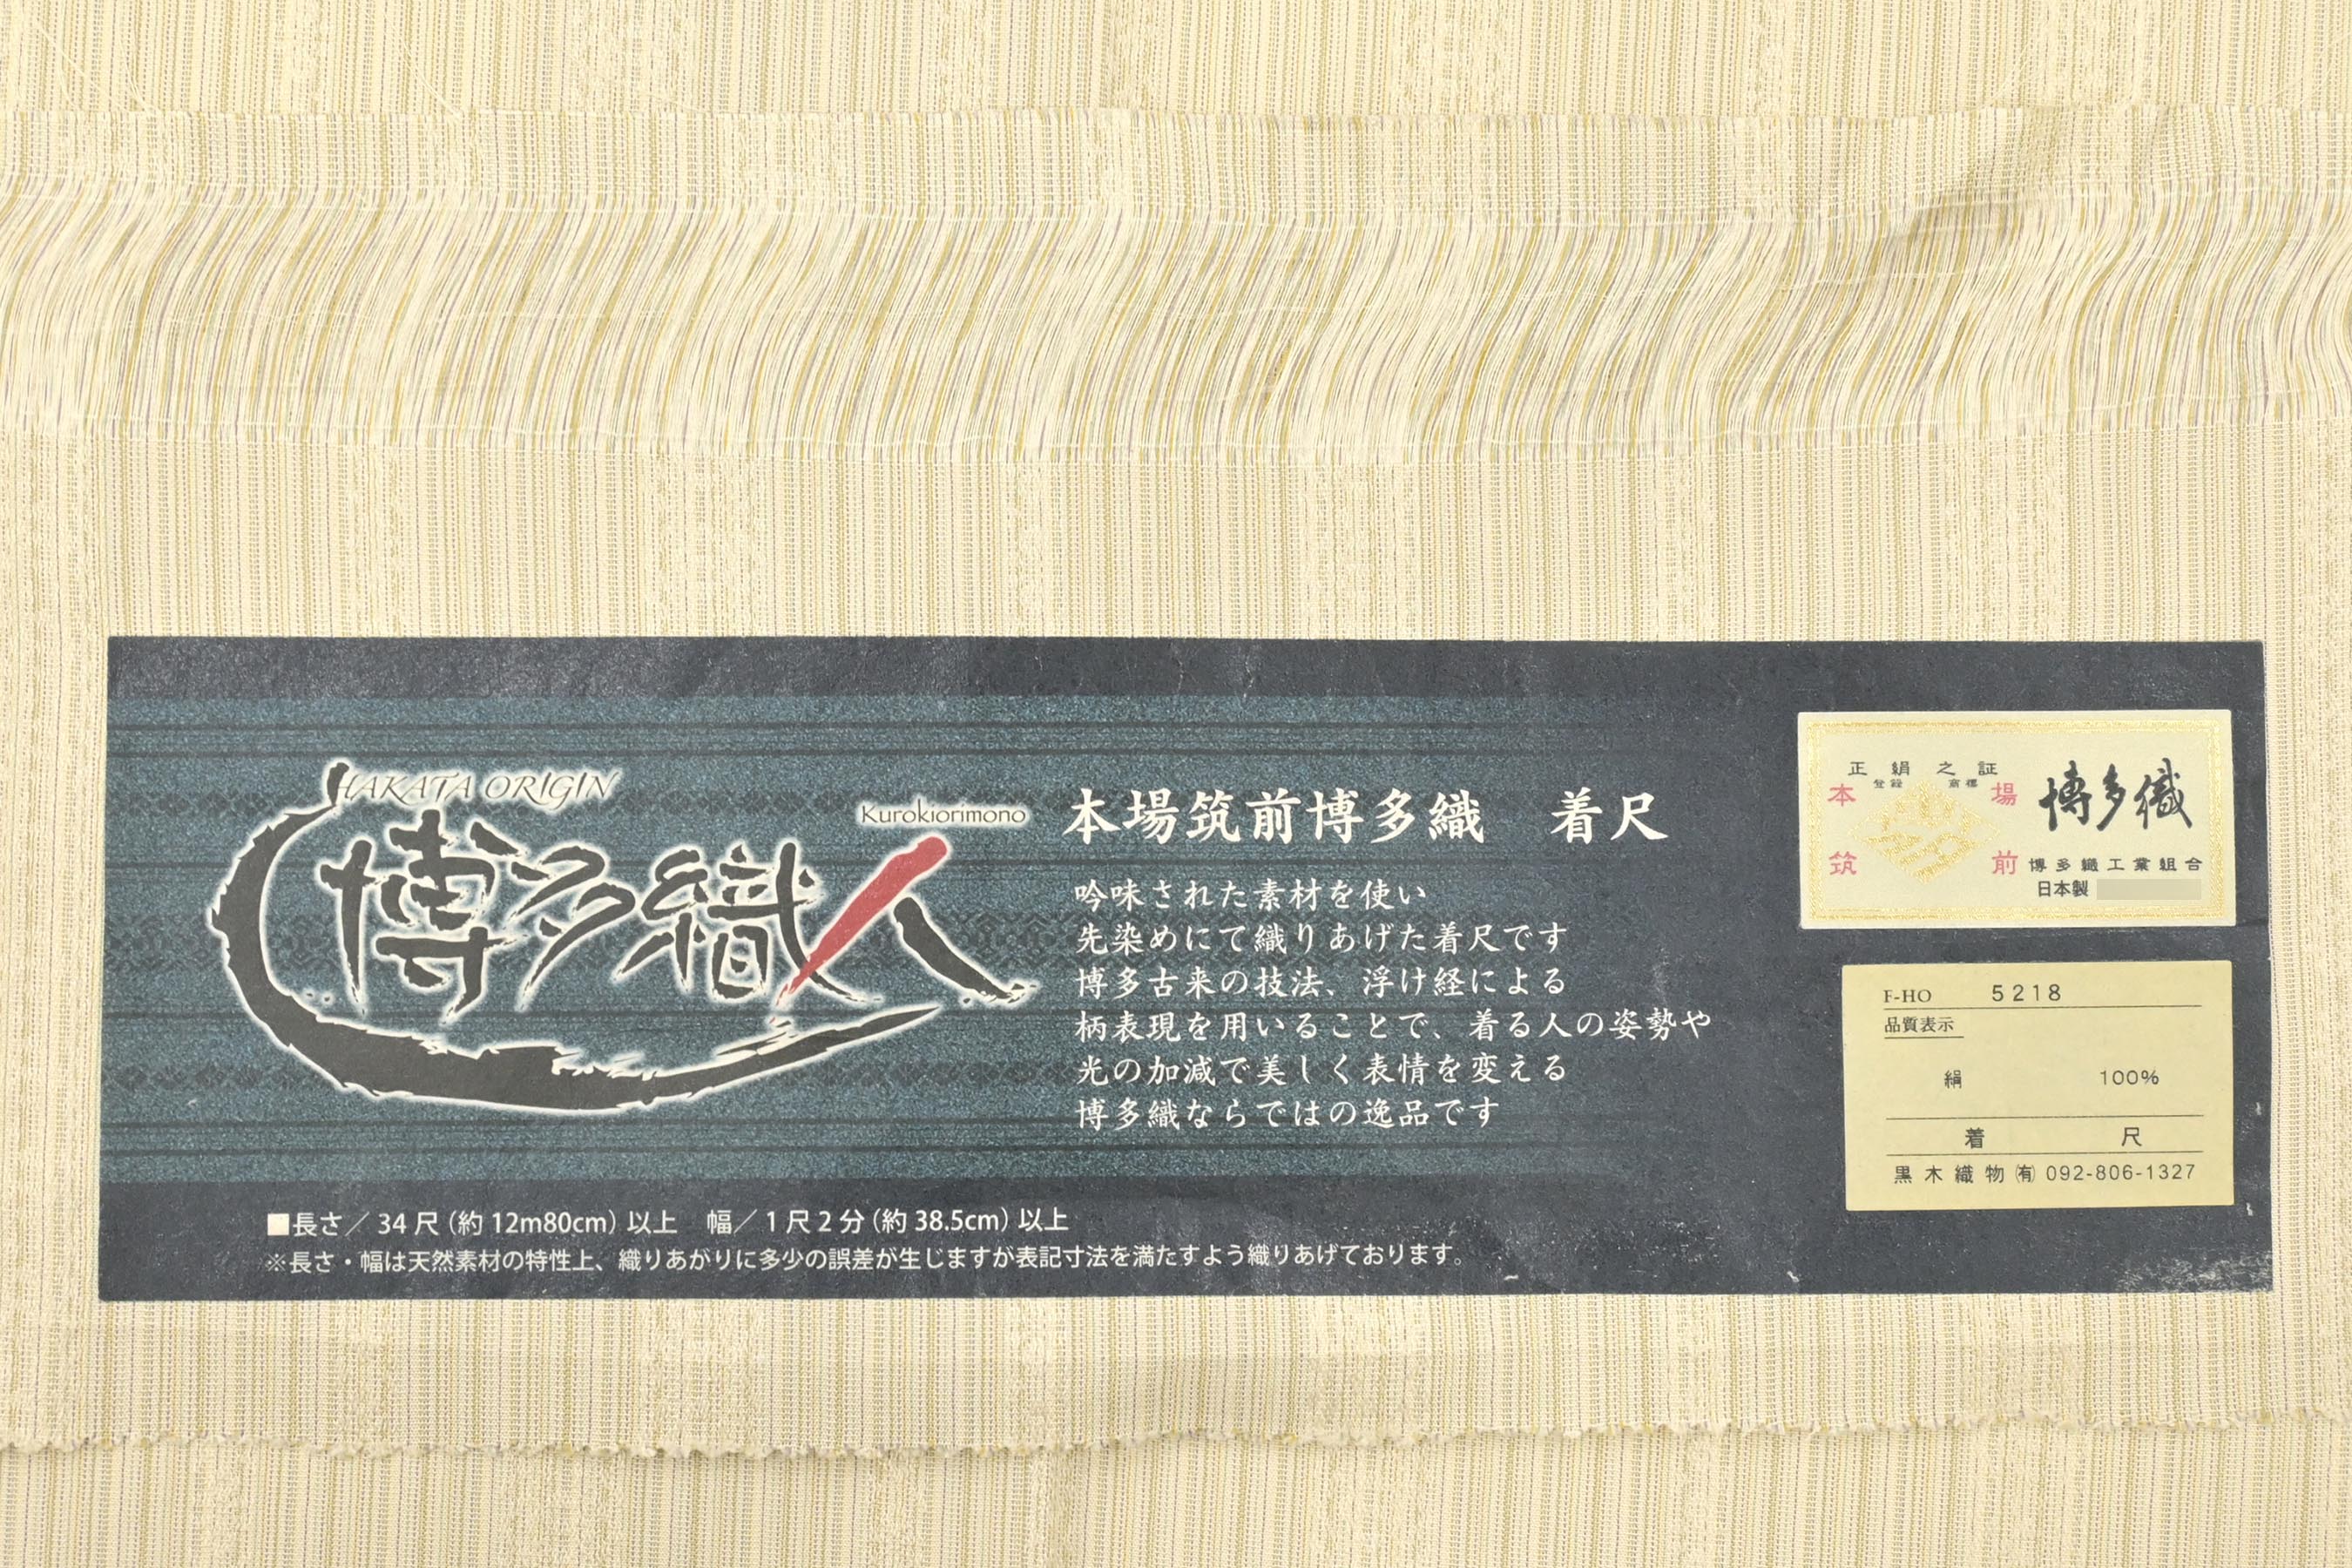 HAKATA ORIGIN
博多織人
Kurokiorimono
本場筑前博多織　着尺
吟味された素材を使い
先染めにて織りあげた着尺です
博多古来の技法、浮け経による
柄表現を用いることで、着る人の姿勢や
光の加減で美しく表情を変える
博多織ならではの逸品です
■長さ／34尺(約12m80cm)以上　幅／1尺2分(約38.5cm)以上
※長さ・幅は天然素材の特性上、織りあがりに多少の誤差が生じますが表記寸法を満たすよう織りあげております。
正絹之証
登録商標
本場
筑前
博多織
博多織工業組合
日本製
F-HO 5218
品質表示
絹 100%
着尺
黒木織物㈲ 092-806-1327